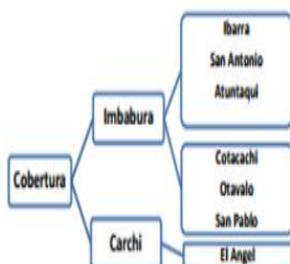 Ibarra
San Antonio
Atuntaqui
Imbabura
Cotacachi
Otavalo
San Pablo
Cobertura
Carchi
El Angel